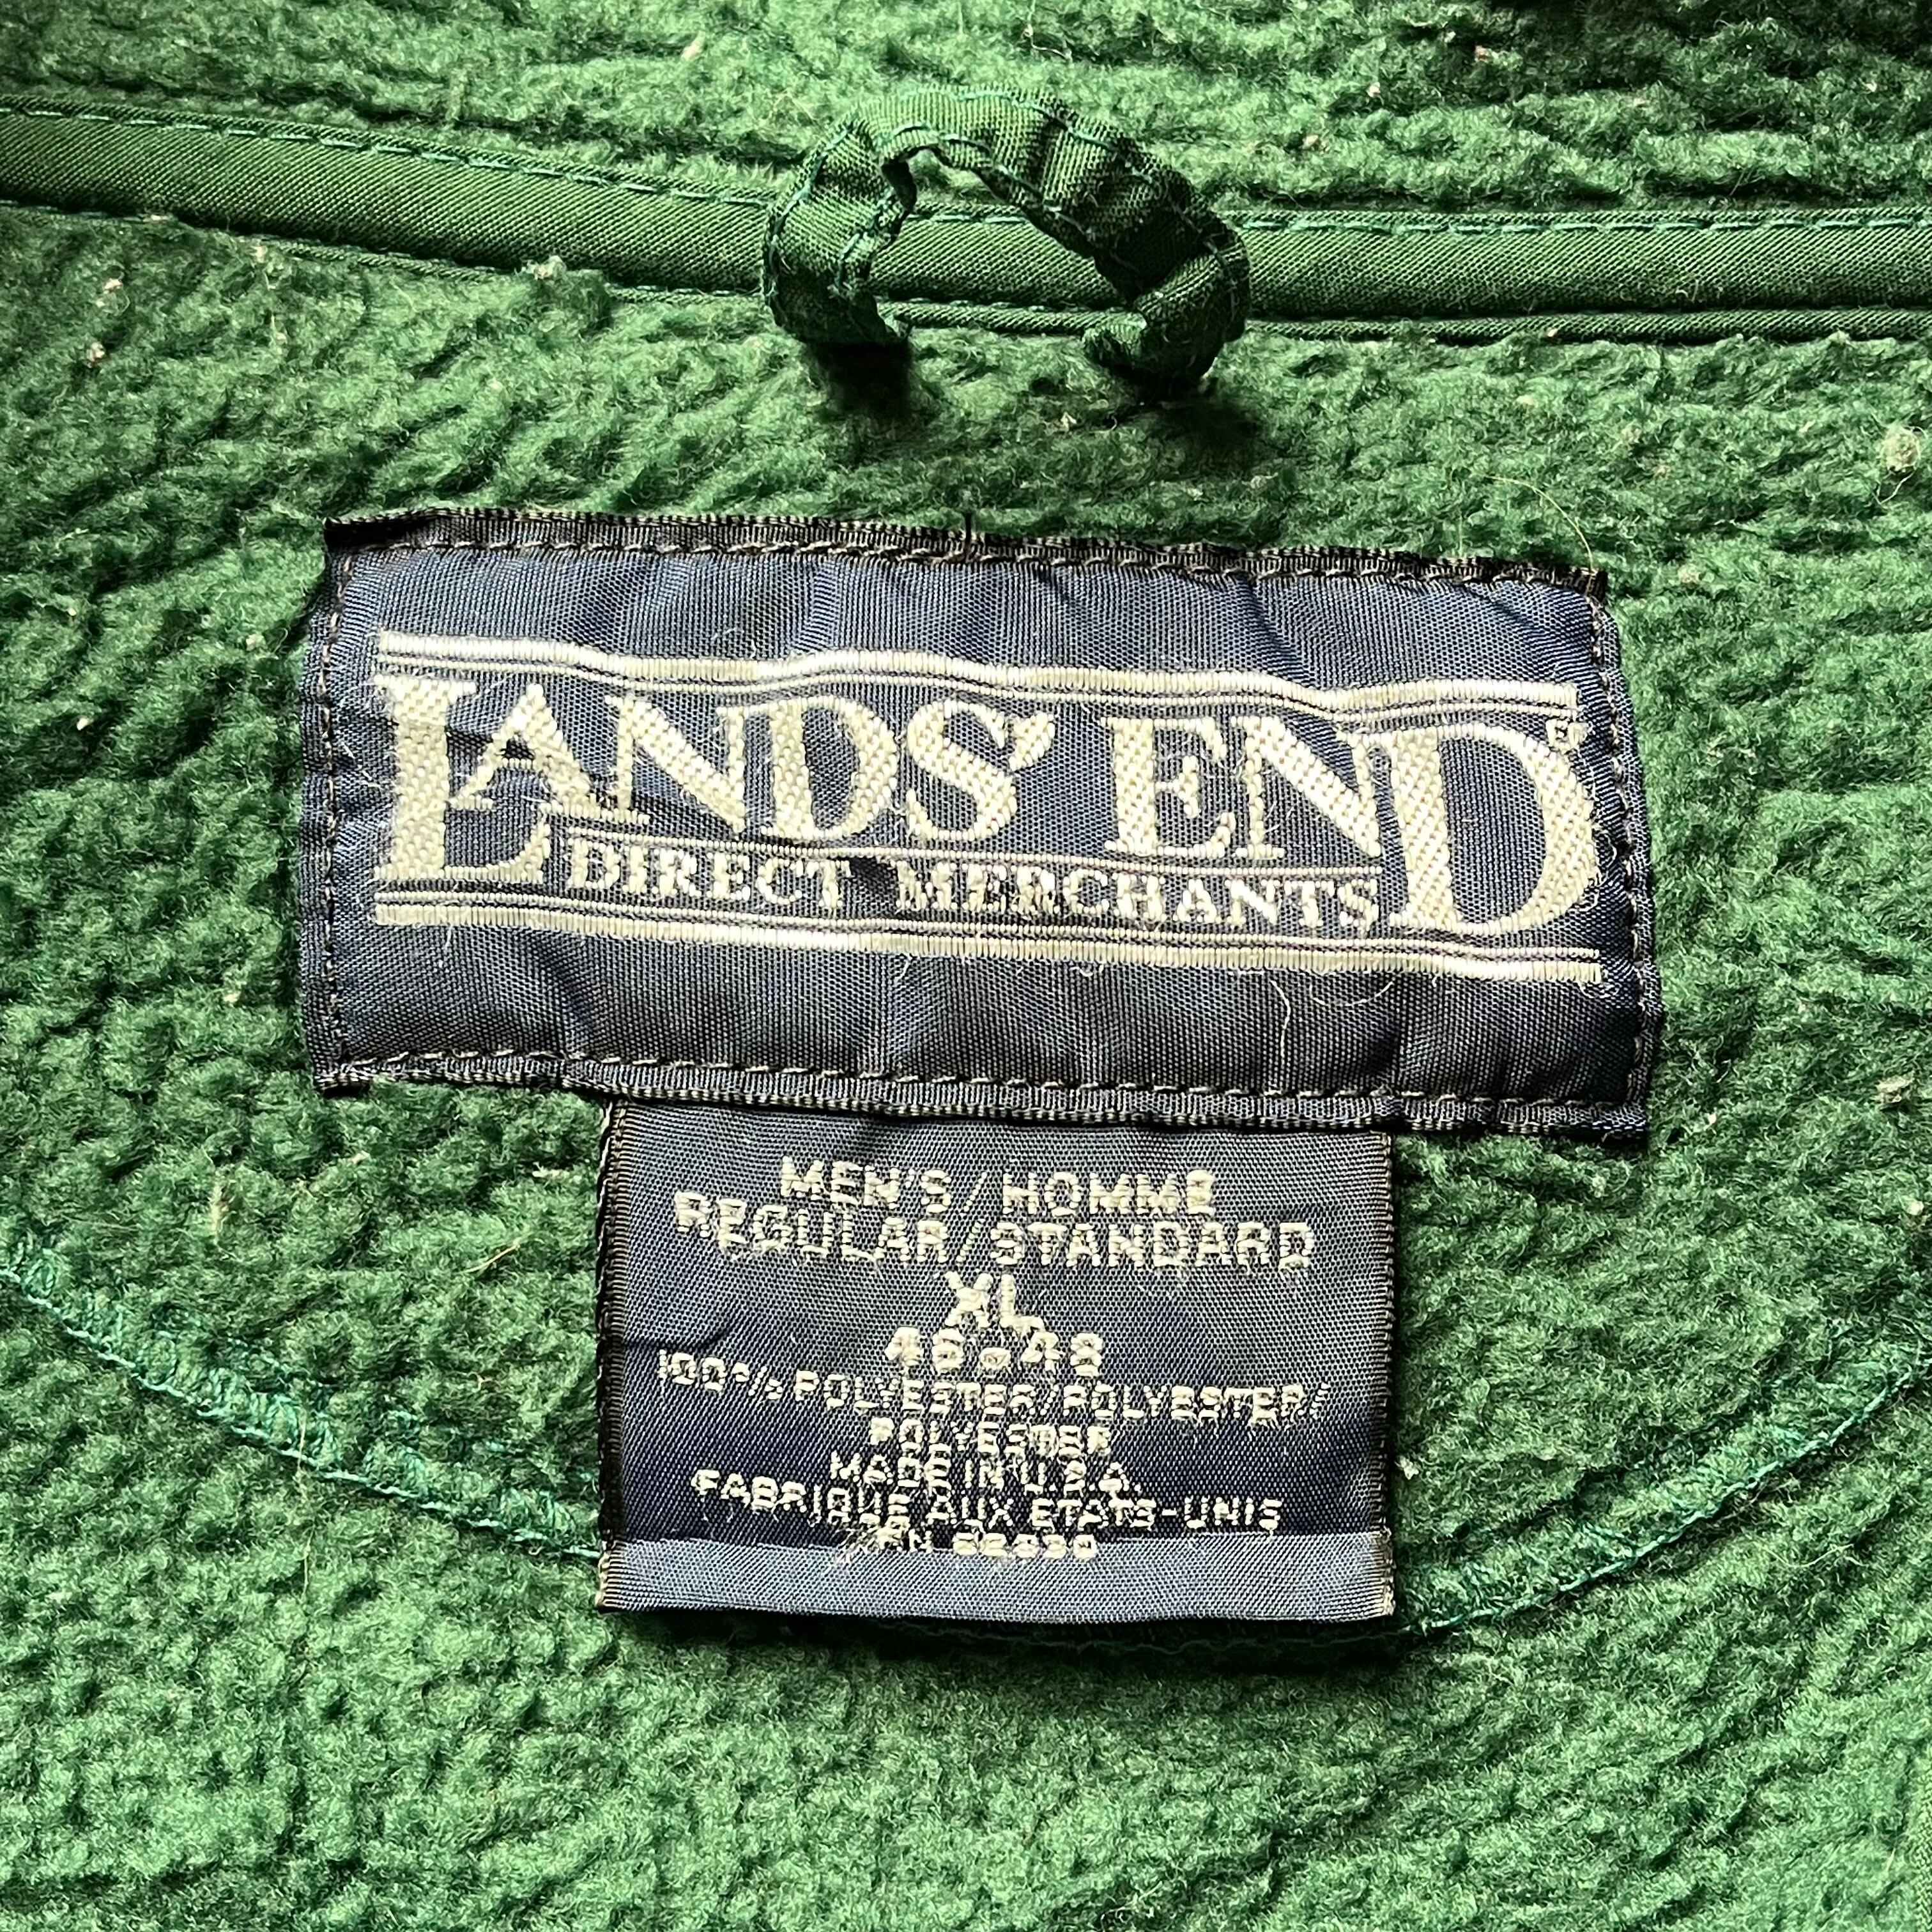 LANDS' END®
DIRECT MERCHANTS
MEN'S/HOMME
REGULAR/STANDARD
XL
46-48
100% POLYESTER/POLYESTER/
POLYESTER
MADE IN U.S.A.
FABRIQUE AUX ETATS-UNIS
RN